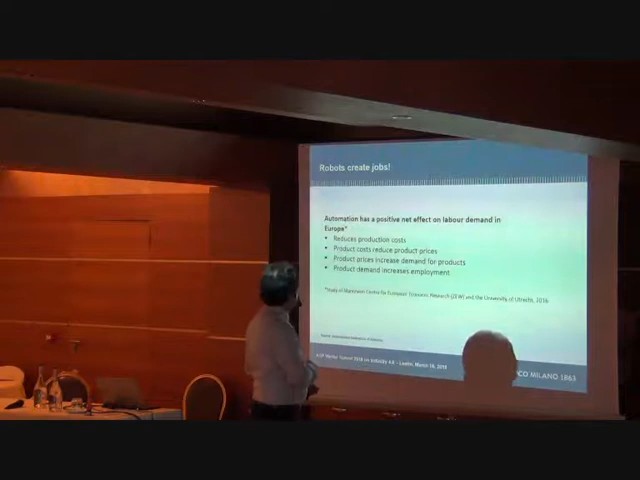 Robots create jobs!
Automation has a positive net effect on labour demand in
Europe*
• Reduces production costs
• Product costs reduce product prices
• Product prices increase demand for products
• Product demand increases employment
*Study of Mannheim Centre for European Economic Research (ZEW) and the University of Utrecht, 2016
CO MILANO 1863